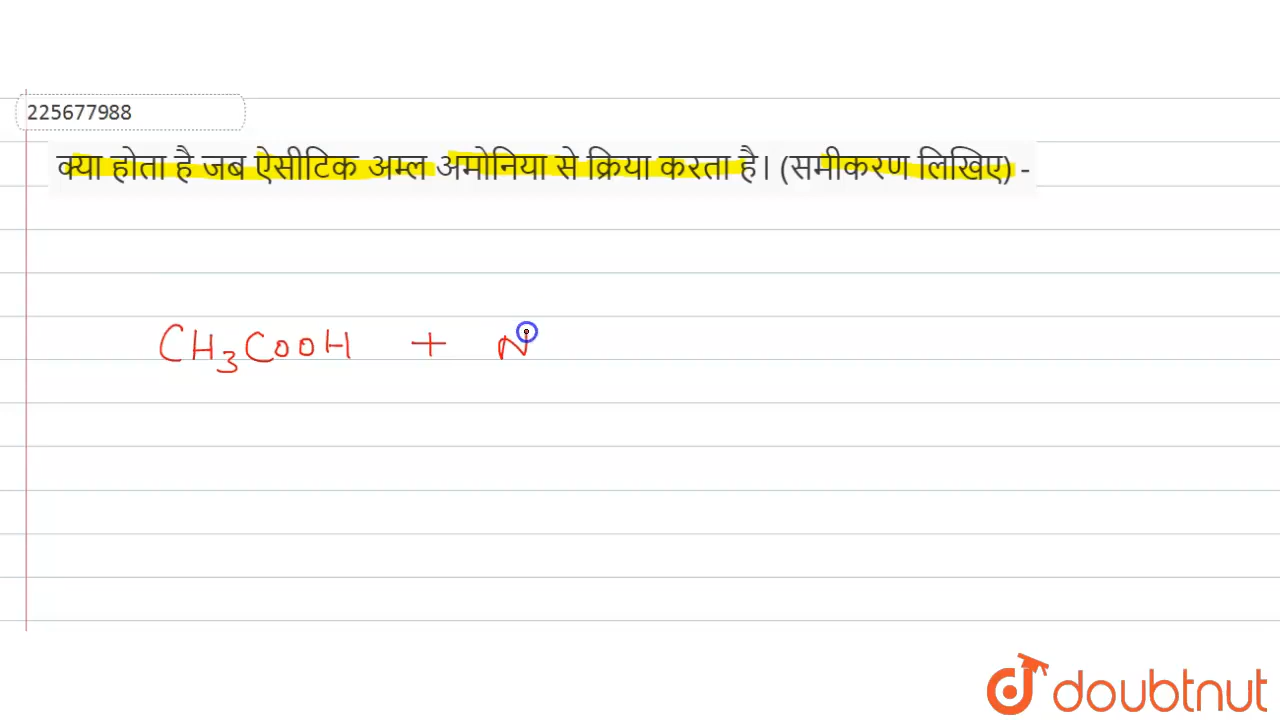 225677988
क्या होता है जब ऐसीटिक अम्ल अमोनिया से क्रिया करता है। (समीकरण लिखिए) -
CH3COOH + N
doubtnut